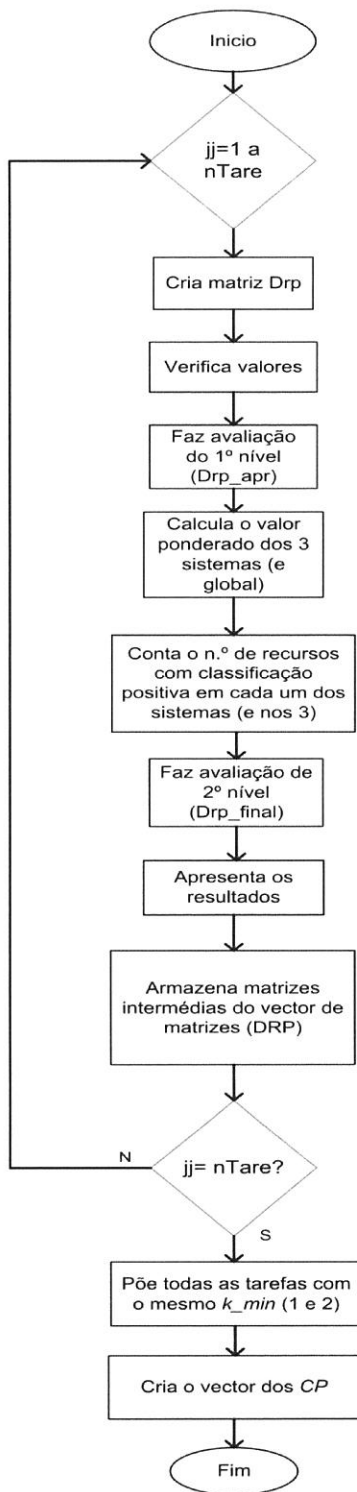 Inicio
jj=1 a
nTare
Cria matriz Drp
Verifica valores
Faz avaliação
do 1º nível
(Drp_apr)
Calcula o valor
ponderado dos 3
sistemas (e
global)
Conta o n.º de recursos
com classificação
positiva em cada um dos
sistemas (e nos 3)
Faz avaliação de
2º nível
(Drp_final)
Apresenta os
resultados
Armazena matrizes
intermédias do vector de
matrizes (DRP)
N
jj= nTare?
S
Põe todas as tarefas com
o mesmo k_min (1 e 2)
Cria o vector dos CP
Fim